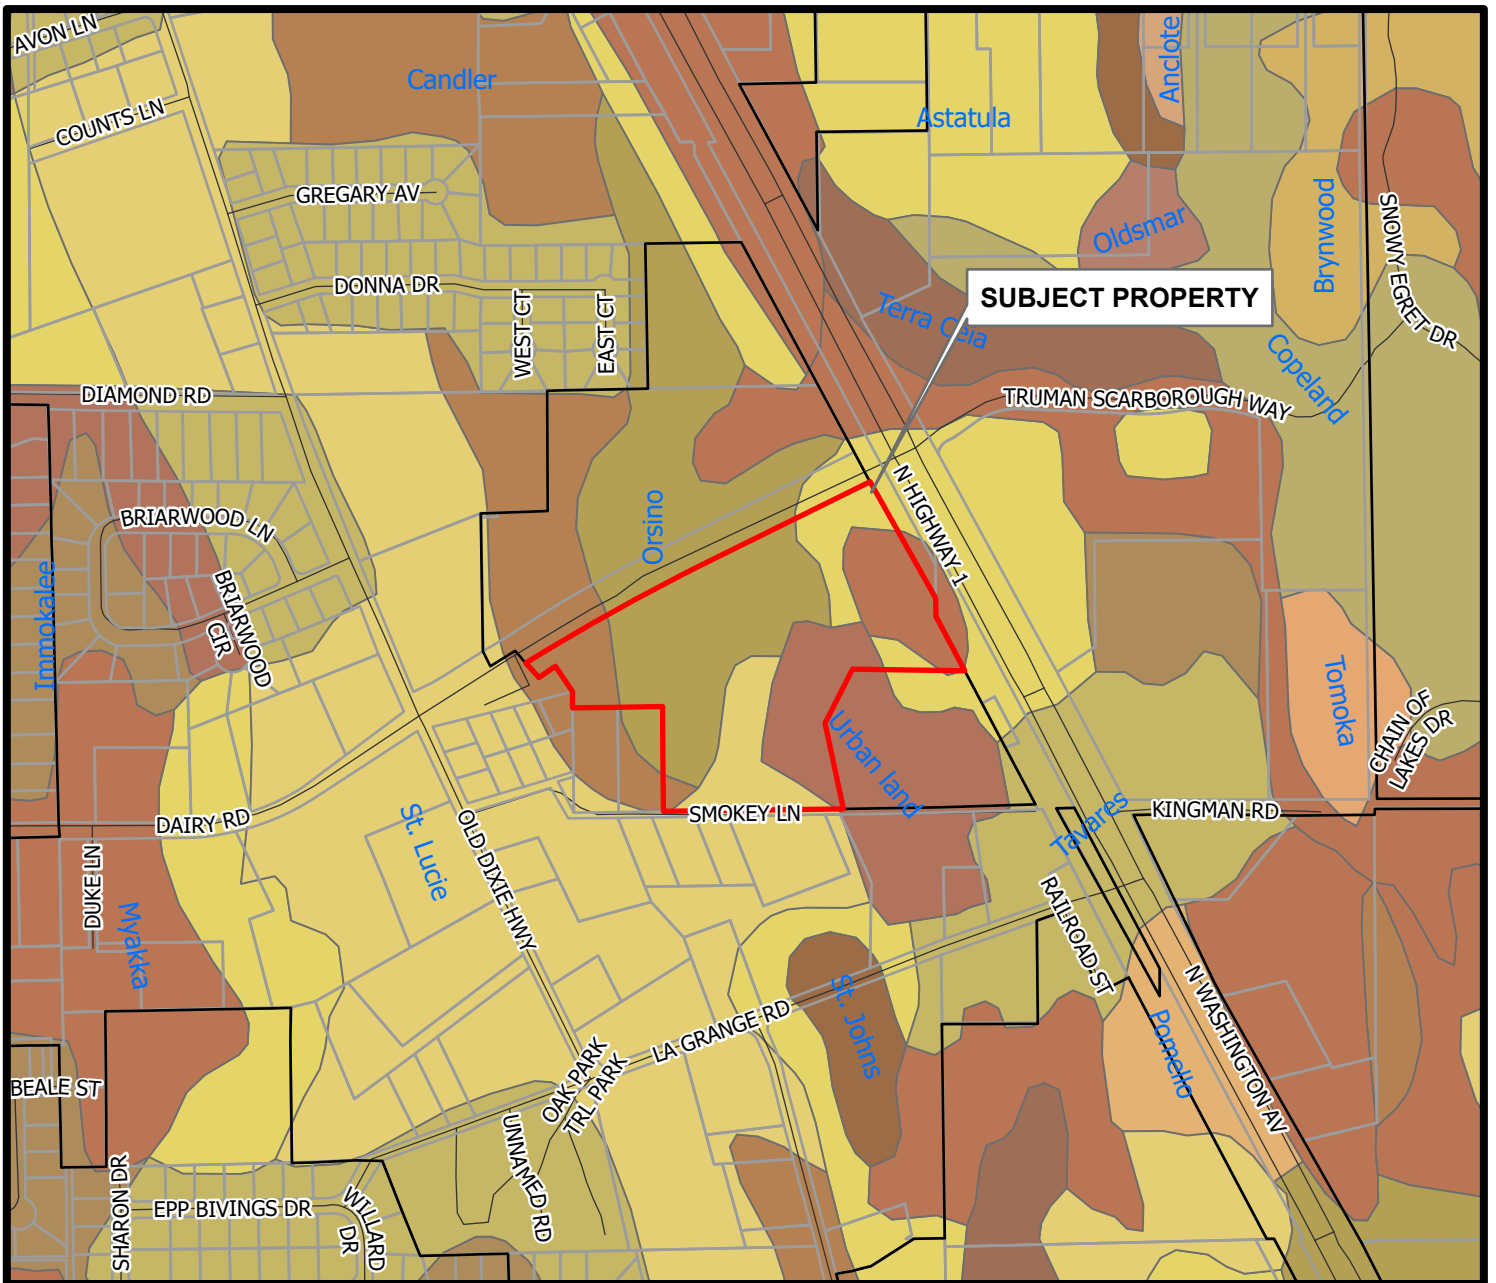 AVON LN
Candler
Anclote
COUNTS LN
Astatula
GREGARY AV
Oldsmar
Brynwood
SNOWY EGRET DR
DONNA DR
WEST CT
EAST CT
SUBJECT PROPERTY
Terra Ceia
Copeland
DIAMOND RD
TRUMAN SCARBOROUGH WAY
N HIGHWAY 1
Orsino
BRIARWOOD LN
Immokalee
BRIARWOOD
CIR
Tomoka
CHAIN OF
LAKES DR
Urban land
SMOKEY LN
KINGMAN RD
Tavares
DAIRY RD
St. Lucie
OLD DIXIE HWY
DUKE LN
Myakka
RAILROAD ST
N WASHINGTON AV
St. Johns
LA GRANGE RD
Pomello
BEALE ST
OAK PARK
TRL PARK
UNNAMED RD
SHARON DR
EPP BIVINGS DR
WILLARD
DR